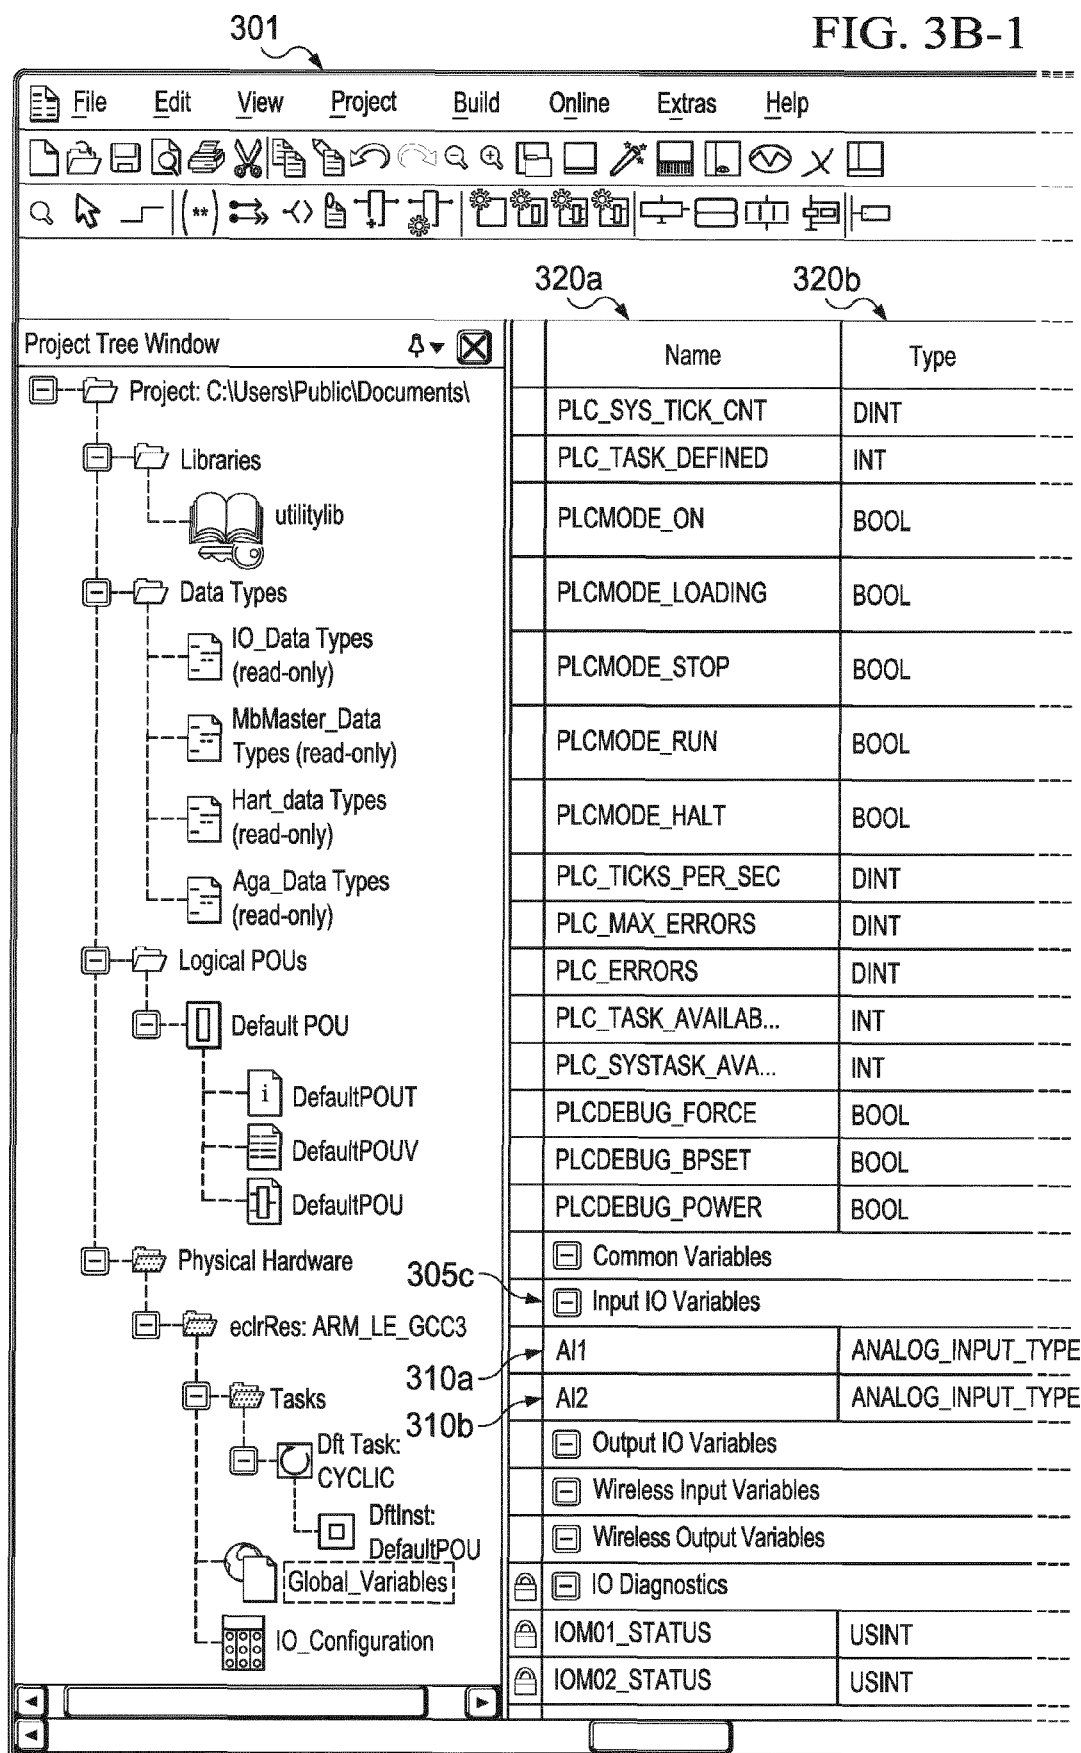 301
FIG. 3B-1
File Edit View Project Build Online Extras Help
(**)
320a
320b
Project Tree Window
Project: C:\Users\Public\Documents\
Libraries
utilitylib
Data Types
IO_Data Types
(read-only)
MbMaster_Data
Types (read-only)
Hart_data Types
(read-only)
Aga_Data Types
(read-only)
Logical POUs
Default POU
i
DefaultPOUT
DefaultPOUV
DefaultPOU
Physical Hardware
eclrRes: ARM_LE_GCC3
Tasks
Dft Task:
CYCLIC
DftInst:
DefaultPOU
Global_Variables
IO_Configuration
Name Type
PLC_SYS_TICK_CNT DINT
PLC_TASK_DEFINED INT
PLCMODE_ON BOOL
PLCMODE_LOADING BOOL
PLCMODE_STOP BOOL
PLCMODE_RUN BOOL
PLCMODE_HALT BOOL
PLC_TICKS_PER_SEC DINT
PLC_MAX_ERRORS DINT
PLC_ERRORS DINT
PLC_TASK_AVAILAB... INT
PLC_SYSTASK_AVA... INT
PLCDEBUG_FORCE BOOL
PLCDEBUG_BPSET BOOL
PLCDEBUG_POWER BOOL
Common Variables
305c
Input IO Variables
310a
AI1 ANALOG_INPUT_TYPE
310b
AI2 ANALOG_INPUT_TYPE
Output IO Variables
Wireless Input Variables
Wireless Output Variables
IO Diagnostics
IOM01_STATUS USINT
IOM02_STATUS USINT